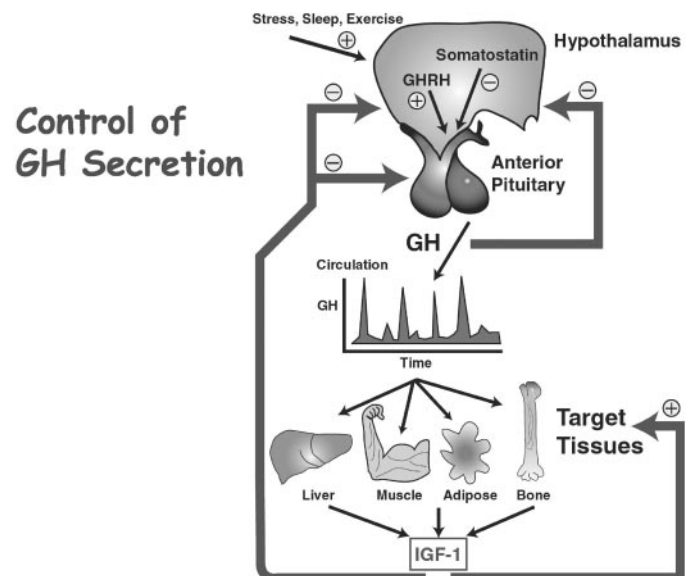 Stress, Sleep, Exercise
+
Hypothalamus
Somatostatin
GHRH
−
+
−
−
Control of
GH Secretion
−
Anterior
Pituitary
GH
Circulation
GH
Time
Target
Tissues
+
Liver
Muscle
Adipose
Bone
IGF-1